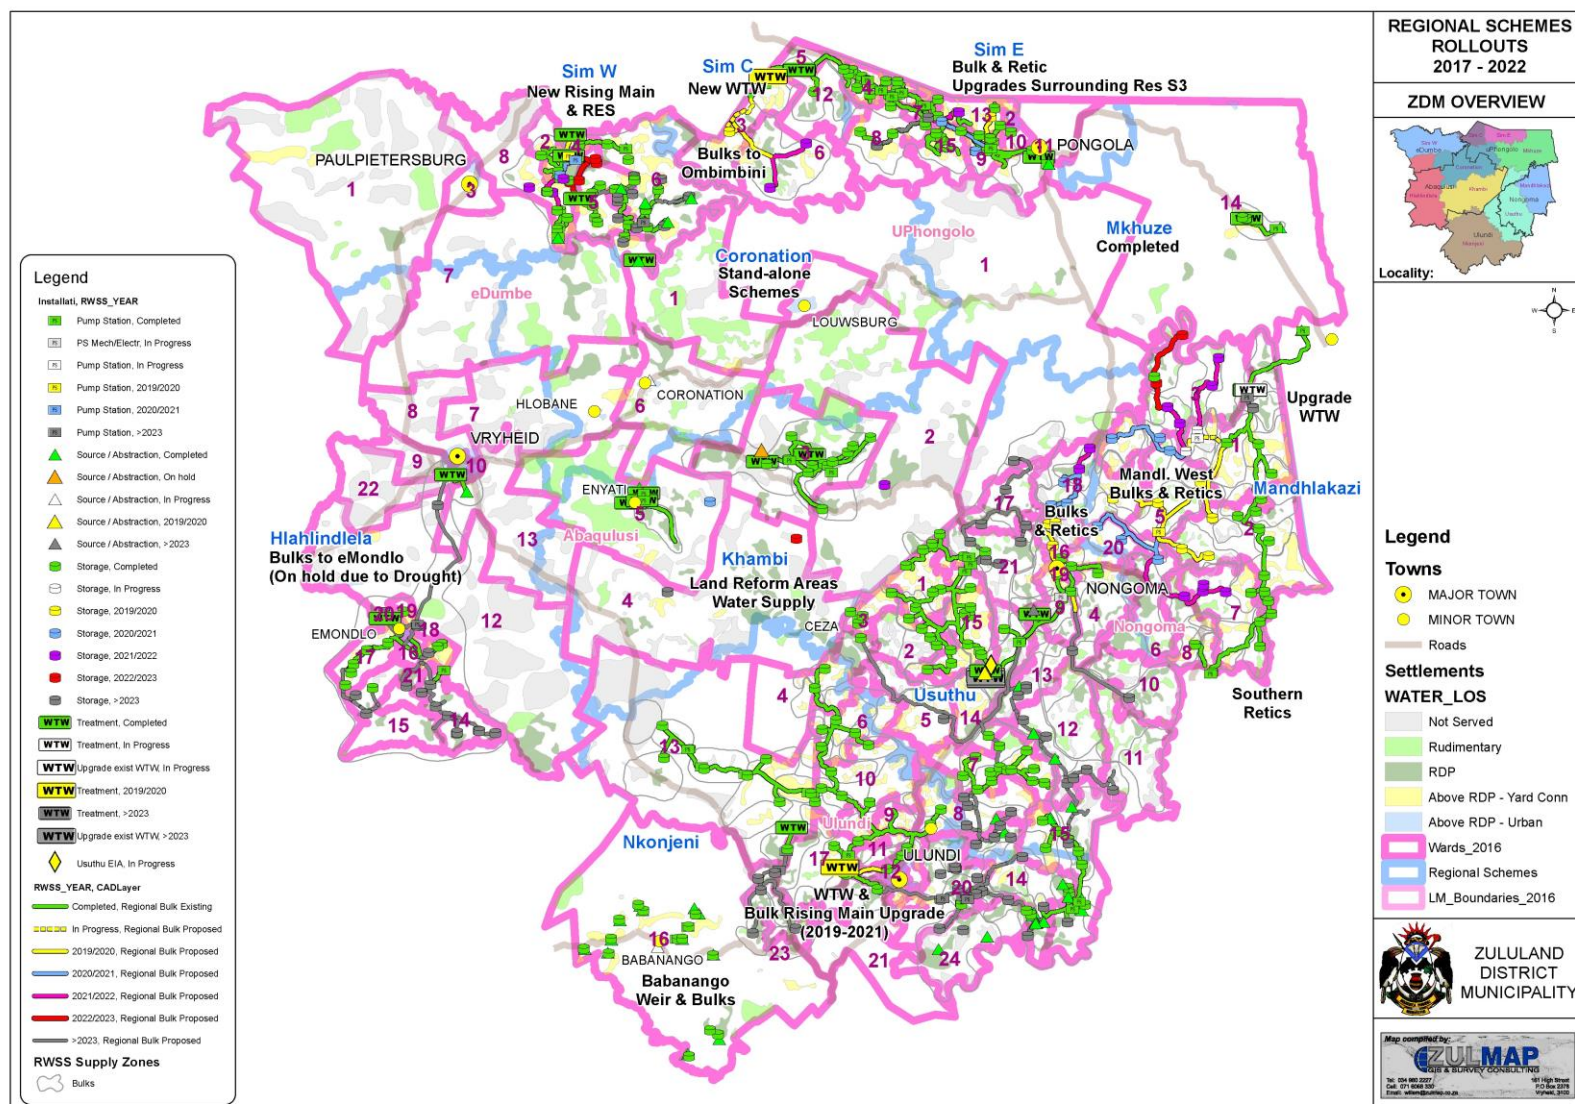 REGIONAL SCHEMES
ROLLOUTS
2017 - 2022
ZDM OVERVIEW
Locality:
N
W
E
S
Legend
Towns
MAJOR TOWN
MINOR TOWN
Roads
Settlements
WATER_LOS
Not Served
Rudimentary
RDP
Above RDP - Yard Conn
Above RDP - Urban
Wards_2016
Regional Schemes
LM_Boundaries_2016
ZULULAND
DISTRICT
MUNICIPALITY
Map compiled by:
ZULMAP
GIS & SURVEY CONSULTING
Legend
Installati, RWSS_YEAR
Pump Station, Completed
PS Mech/Electr, In Progress
Pump Station, In Progress
Pump Station, 2019/2020
Pump Station, 2020/2021
Pump Station, >2023
Source / Abstraction, Completed
Source / Abstraction, On hold
Source / Abstraction, In Progress
Source / Abstraction, 2019/2020
Source / Abstraction, >2023
Storage, Completed
Storage, In Progress
Storage, 2019/2020
Storage, 2020/2021
Storage, 2021/2022
Storage, 2022/2023
Storage, >2023
WTW Treatment, Completed
WTW Treatment, In Progress
WTW Upgrade exist WTW, In Progress
WTW Treatment, 2019/2020
WTW Treatment, >2023
WTW Upgrade exist WTW, >2023
Usuthu EIA, In Progress
RWSS_YEAR, CADLayer
Completed, Regional Bulk Existing
In Progress, Regional Bulk Proposed
2019/2020, Regional Bulk Proposed
2020/2021, Regional Bulk Proposed
2021/2022, Regional Bulk Proposed
2022/2023, Regional Bulk Proposed
>2023, Regional Bulk Proposed
RWSS Supply Zones
Bulks
Sim W
New Rising Main
& RES
Sim C
New WTW
Sim E
Bulk & Retic
Upgrades Surrounding Res S3
Bulks to
Ombimbini
PAULPIETERSBURG
PONGOLA
UPhongolo
Mkhuze
Completed
Coronation
Stand-alone
Schemes
eDumbe
LOUWSBURG
CORONATION
HLOBANE
VRYHEID
Upgrade
WTW
Mandl. West
Bulks & Retics
Mandhlakazi
Bulks
& Retics
ENYATI
Abaqulusi
Hlahlindlela
Bulks to eMondlo
(On hold due to Drought)
Khambi
Land Reform Areas
Water Supply
NONGOMA
Nongoma
CEZA
EMONDLO
Usuthu
Southern
Retics
Nkonjeni
Ulundi
ULUNDI
WTW &
Bulk Rising Main Upgrade
(2019-2021)
BABANANGO
Babanango
Weir & Bulks